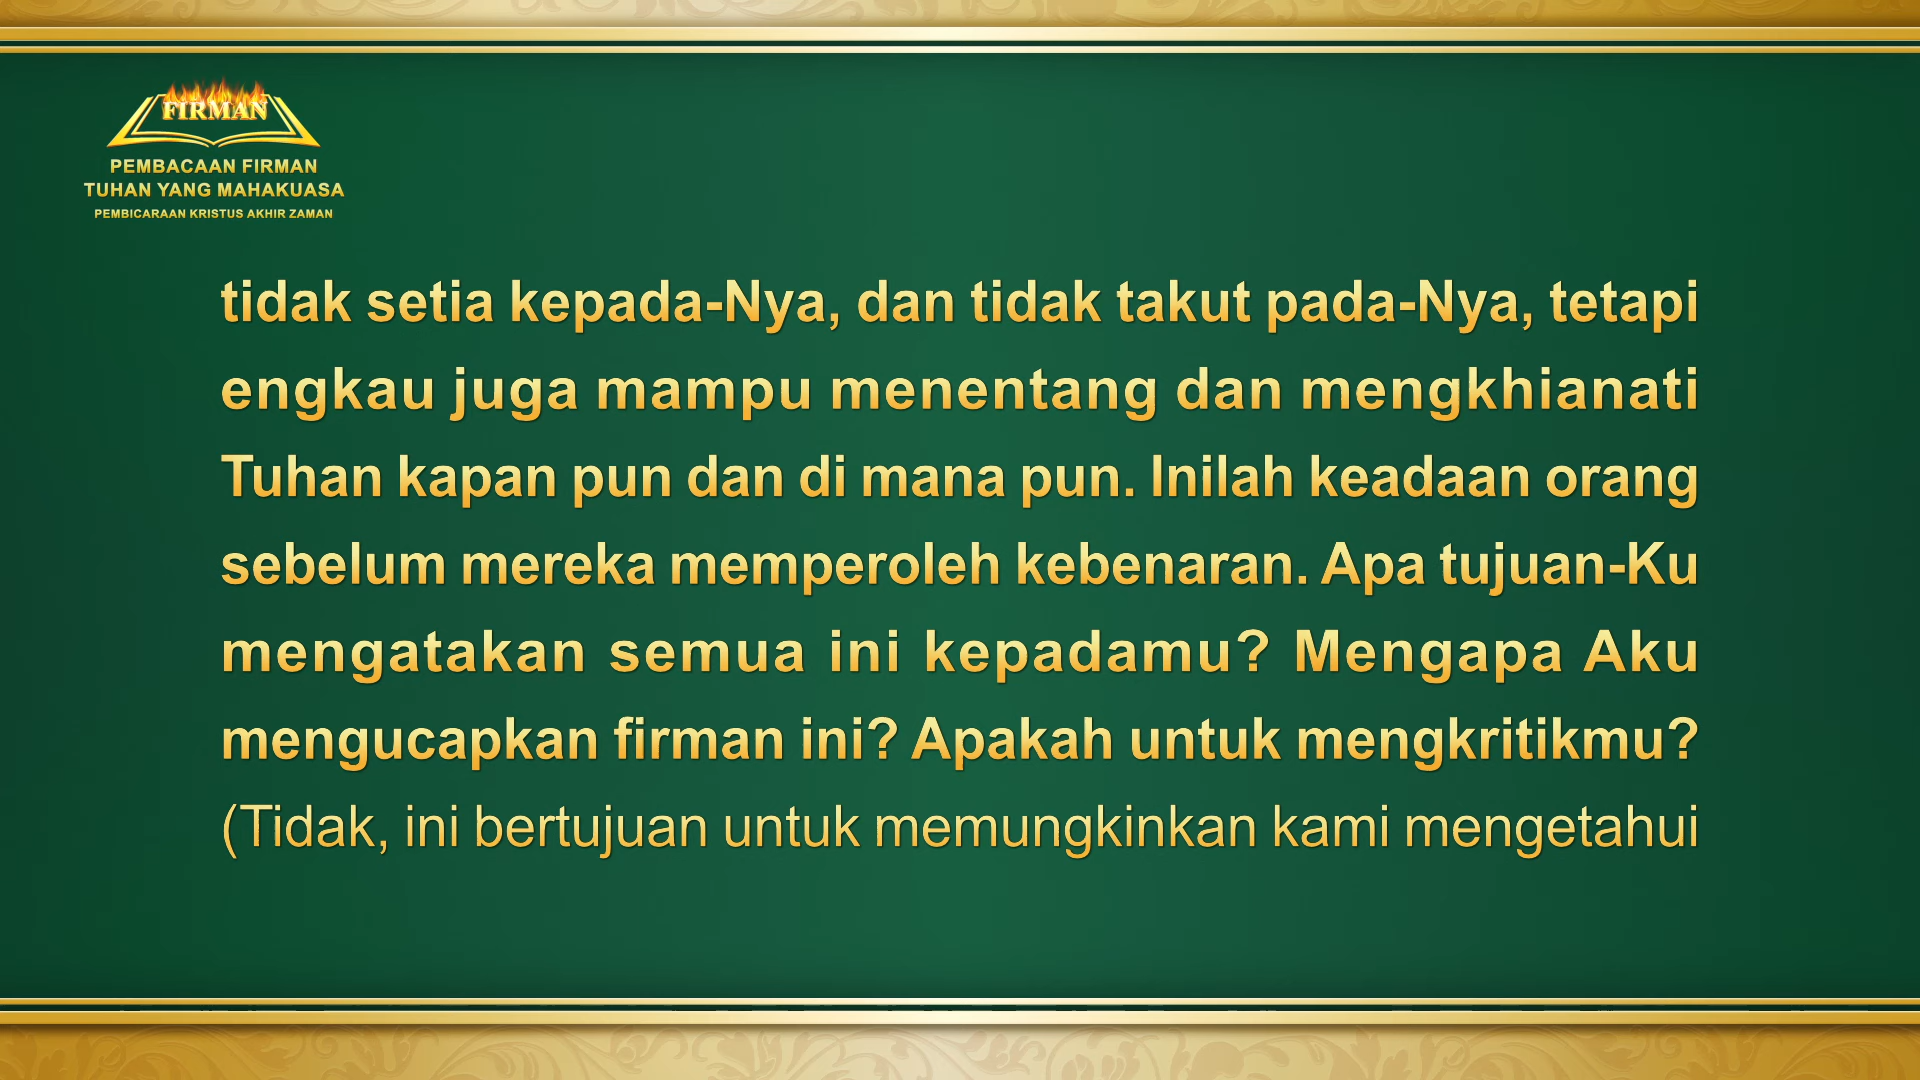 FIRMAN
PEMBACAAN FIRMAN
TUHAN YANG MAHAKUASA
PEMBICARAAN KRISTUS AKHIR ZAMAN
tidak setia kepada-Nya, dan tidak takut pada-Nya, tetapi
engkau juga mampu menentang dan mengkhianati
Tuhan kapan pun dan di mana pun. Inilah keadaan orang
sebelum mereka memperoleh kebenaran. Apa tujuan-Ku
mengatakan semua ini kepadamu? Mengapa Aku
mengucapkan firman ini? Apakah untuk mengkritikmu?
(Tidak, ini bertujuan untuk memungkinkan kami mengetahui